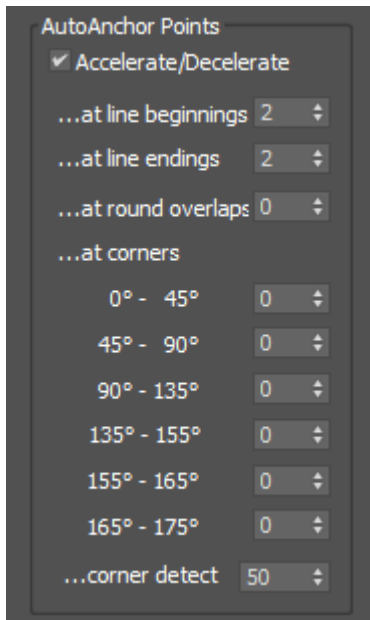 AutoAnchor Points
Accelerate/Decelerate
...at line beginnings 2
...at line endings 2
...at round overlaps 0
...at corners
0° - 45° 0
45° - 90° 0
90° - 135° 0
135° - 155° 0
155° - 165° 0
165° - 175° 0
...corner detect 50